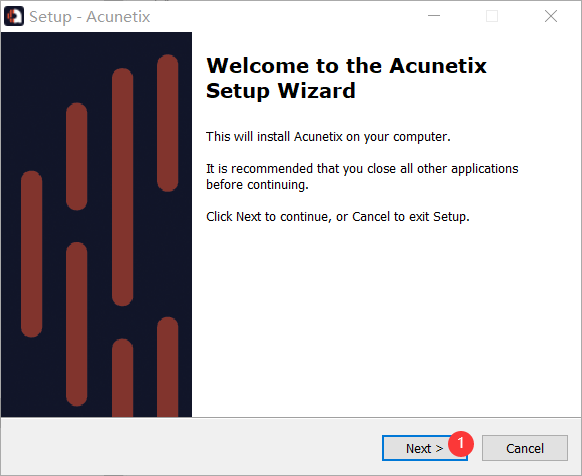 Setup - Acunetix
Welcome to the Acunetix
Setup Wizard
This will install Acunetix on your computer.
It is recommended that you close all other applications
before continuing.
Click Next to continue, or Cancel to exit Setup.
Next >
1
Cancel